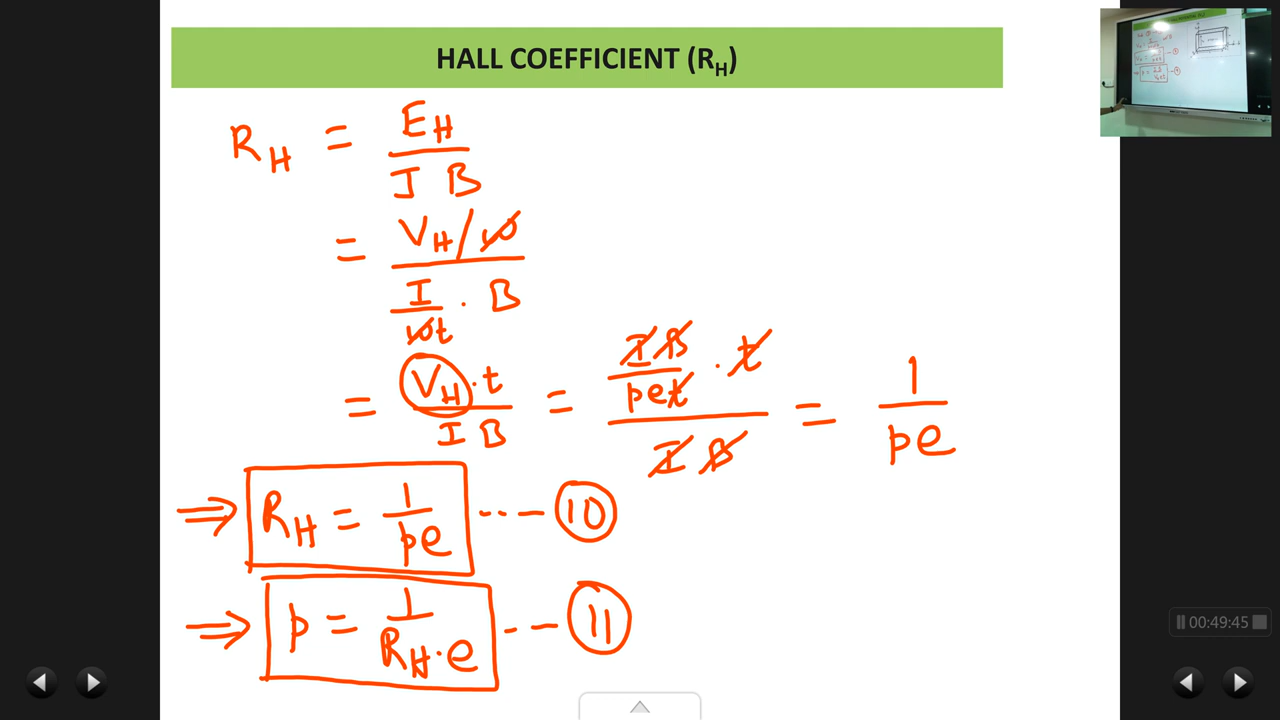 HALL COEFFICIENT (R_H)
R_H = E_H / J B
= (V_H / w) / (I / wt · B)
= V_H · t / I B = (I B / pet · t) / I B = 1 / pe
⇒ R_H = 1 / pe ---- 10
⇒ p = 1 / R_H · e --- 11
00:49:45